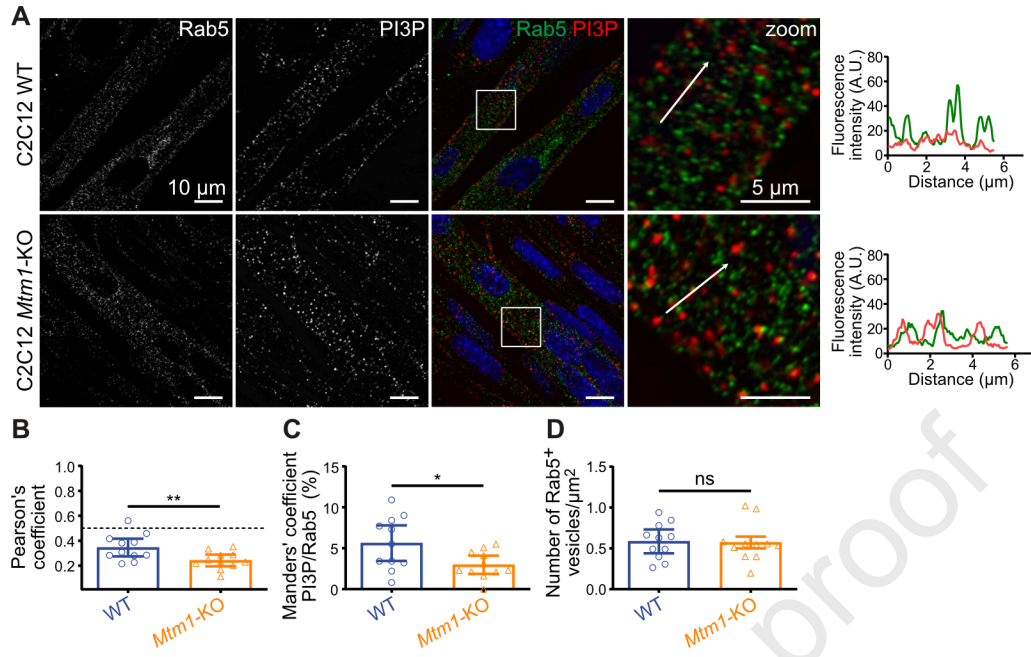 A
Rab5
PI3P
Rab5 PI3P
zoom
C2C12 WT
10 µm
5 µm
Fluorescence
intensity (A.U.)
80
60
40
20
0
0 2 4 6
Distance (µm)
C2C12 Mtm1-KO
Fluorescence
intensity (A.U.)
80
60
40
20
0
0 2 4 6
Distance (µm)
B
Pearson's
coefficient
1.0
0.8
0.6
0.4
0.2
**
WT
Mtm1-KO
C
Manders' coefficient
PI3P/Rab5 (%)
15
10
5
0
*
WT
Mtm1-KO
D
Number of Rab5+
vesicles/µm2
1.5
1.0
0.5
0.0
ns
WT
Mtm1-KO
proof